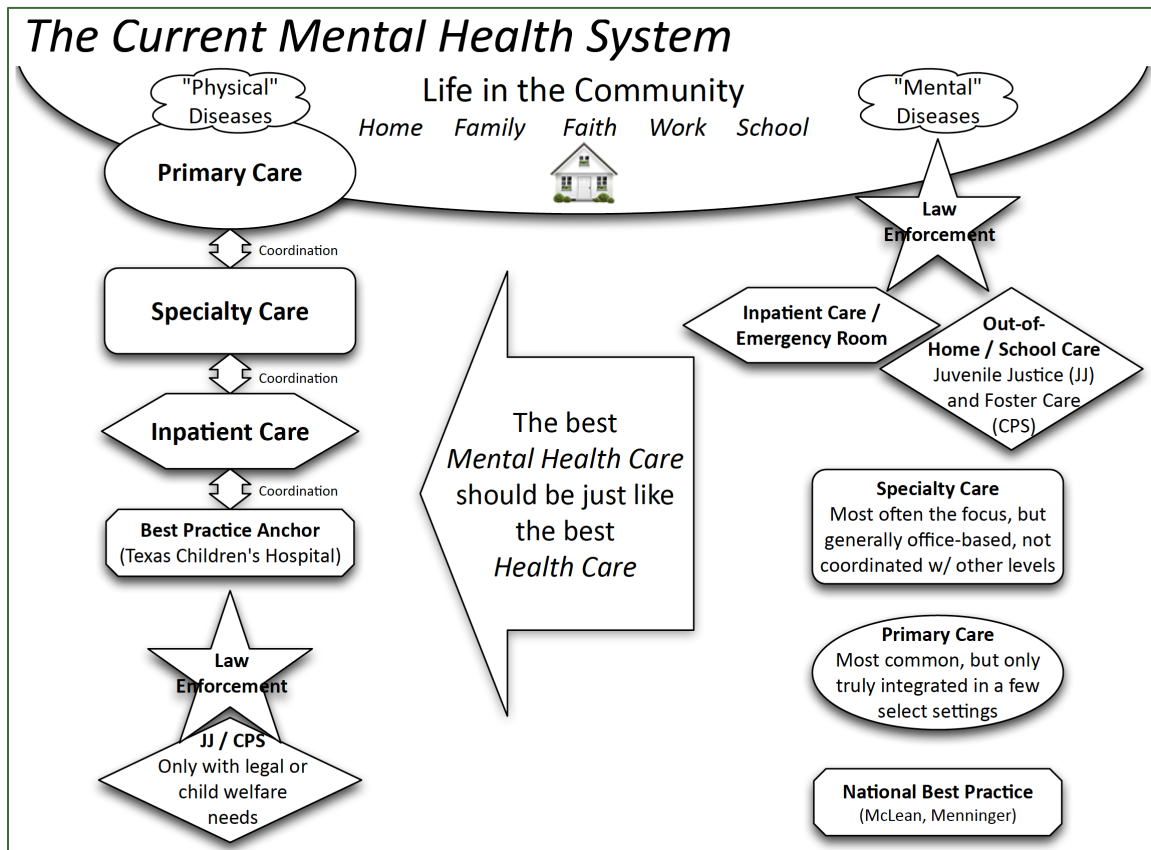 The Current Mental Health System
"Physical"
Diseases
Life in the Community
Home Family Faith Work School
"Mental"
Diseases
Primary Care
Coordination
Specialty Care
Coordination
Inpatient Care
Coordination
Best Practice Anchor
(Texas Children's Hospital)
Law
Enforcement
JJ / CPS
Only with legal or
child welfare
needs
The best
Mental Health Care
should be just like
the best
Health Care
Law
Enforcement
Inpatient Care /
Emergency Room
Out-of-
Home / School Care
Juvenile Justice (JJ)
and Foster Care
(CPS)
Specialty Care
Most often the focus, but
generally office-based, not
coordinated w/ other levels
Primary Care
Most common, but only
truly integrated in a few
select settings
National Best Practice
(McLean, Menninger)